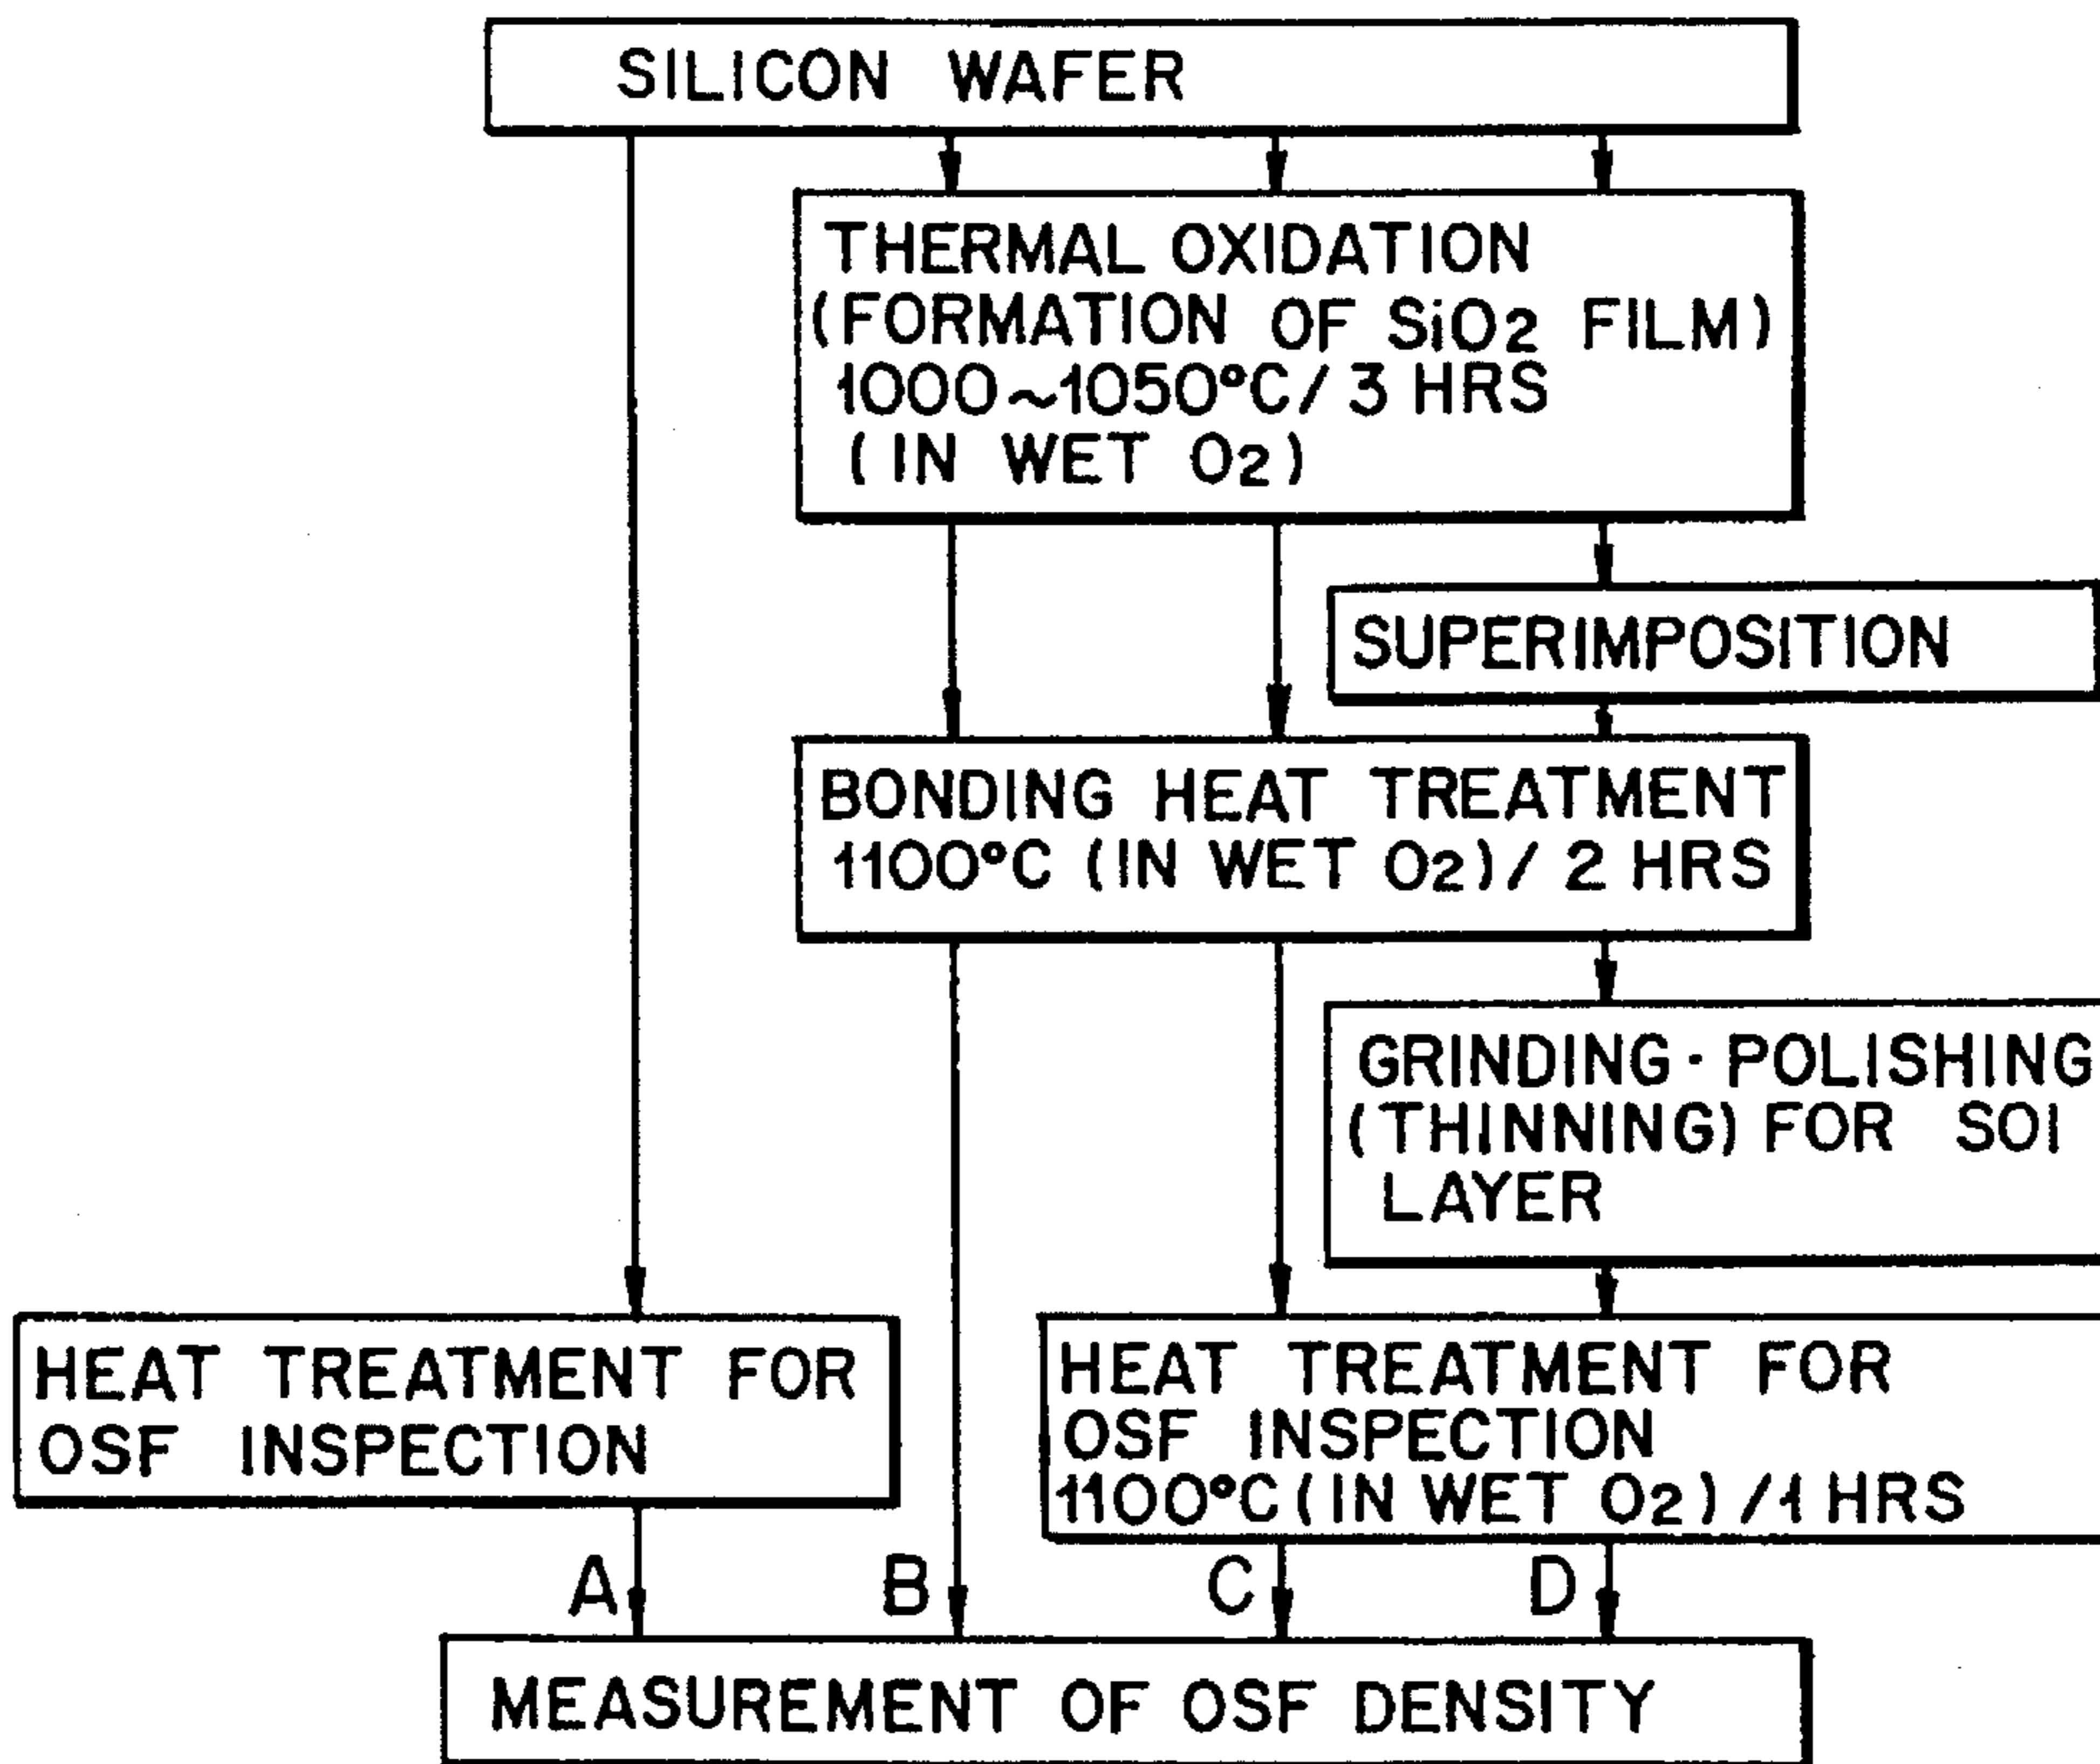 SILICON WAFER
THERMAL OXIDATION
(FORMATION OF SiO2 FILM)
1000~1050°C/ 3 HRS
(IN WET O2)
SUPERIMPOSITION
BONDING HEAT TREATMENT
1100°C (IN WET O2)/ 2 HRS
GRINDING · POLISHING
(THINNING) FOR SOI
LAYER
HEAT TREATMENT FOR
OSF INSPECTION
HEAT TREATMENT FOR
OSF INSPECTION
1100°C (IN WET O2) /1 HRS
A
B
C
D
MEASUREMENT OF OSF DENSITY